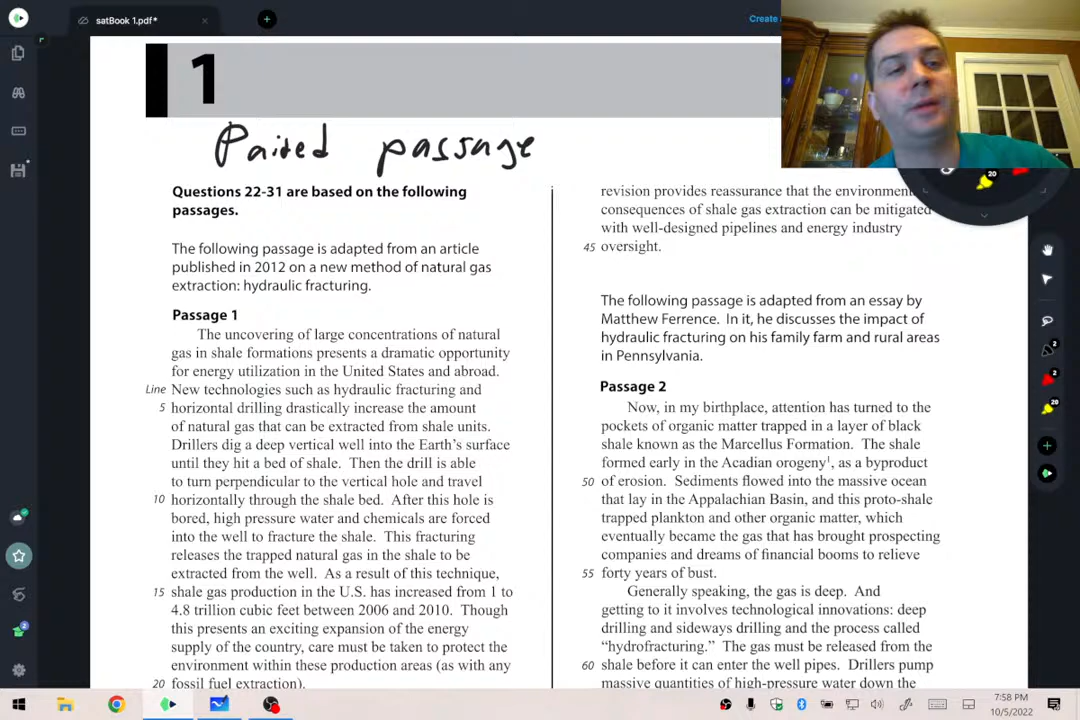 satBook 1.pdf*
Create
1
Paired passage
Questions 22-31 are based on the following
passages.
The following passage is adapted from an article
published in 2012 on a new method of natural gas
extraction: hydraulic fracturing.
Passage 1
The uncovering of large concentrations of natural
gas in shale formations presents a dramatic opportunity
for energy utilization in the United States and abroad.
Line New technologies such as hydraulic fracturing and
5 horizontal drilling drastically increase the amount
of natural gas that can be extracted from shale units.
Drillers dig a deep vertical well into the Earth's surface
until they hit a bed of shale. Then the drill is able
to turn perpendicular to the vertical hole and travel
10 horizontally through the shale bed. After this hole is
bored, high pressure water and chemicals are forced
into the well to fracture the shale. This fracturing
releases the trapped natural gas in the shale to be
extracted from the well. As a result of this technique,
15 shale gas production in the U.S. has increased from 1 to
4.8 trillion cubic feet between 2006 and 2010. Though
this presents an exciting expansion of the energy
supply of the country, care must be taken to protect the
environment within these production areas (as with any
20 fossil fuel extraction).
revision provides reassurance that the
consequences of shale gas extraction can be mitigated
with well-designed pipelines and energy industry
45 oversight.
The following passage is adapted from an essay by
Matthew Ferrence. In it, he discusses the impact of
hydraulic fracturing on his family farm and rural areas
in Pennsylvania.
Passage 2
Now, in my birthplace, attention has turned to the
pockets of organic matter trapped in a layer of black
shale known as the Marcellus Formation. The shale
formed early in the Acadian orogeny¹, as a byproduct
50 of erosion. Sediments flowed into the massive ocean
that lay in the Appalachian Basin, and this proto-shale
trapped plankton and other organic matter, which
eventually became the gas that has brought prospecting
companies and dreams of financial booms to relieve
55 forty years of bust.
Generally speaking, the gas is deep. And
getting to it involves technological innovations: deep
drilling and sideways drilling and the process called
"hydrofracturing." The gas must be released from the
60 shale before it can enter the well pipes. Drillers pump
massive quantities of high-pressure water down the
20
2
2
20
2
7:58 PM
10/5/2022